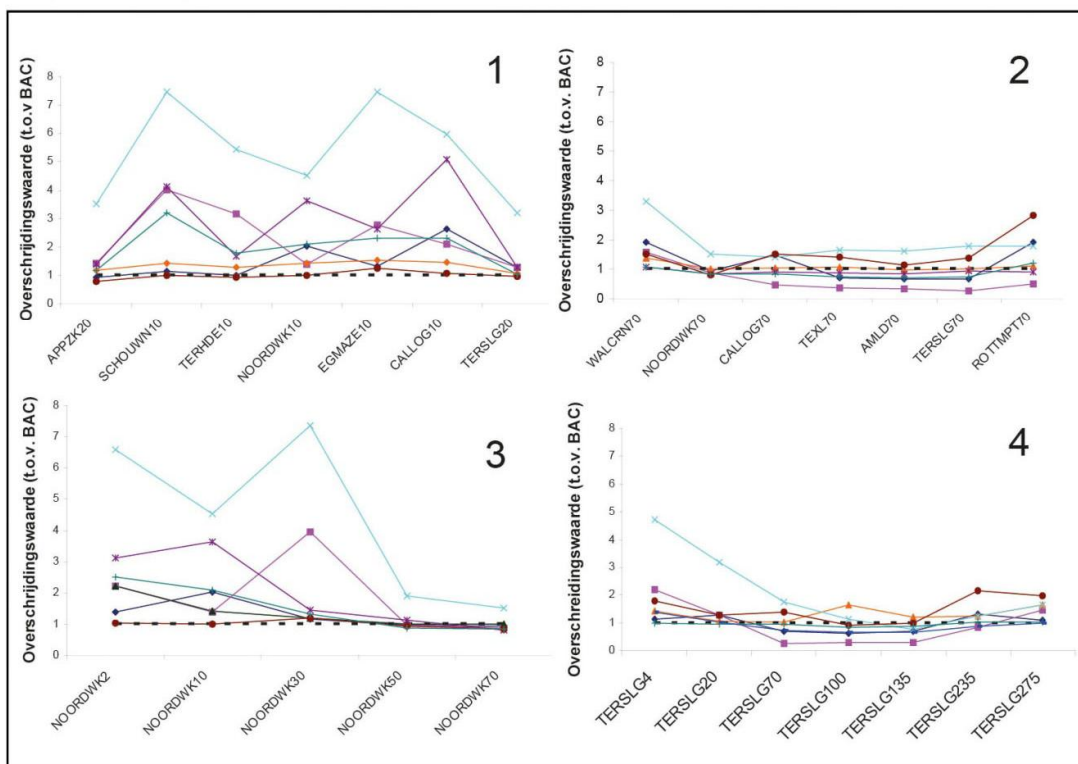 1
Overschrijdingswaarde (t.o.v BAC)
8
7
6
5
4
3
2
1
0
APPZK20
SCHOUWN10
TERHDE10
NOORDWK10
EGMAZE10
CALLOG10
TERSLG20
2
Overschrijdingswaarde (t.o.v. BAC)
8
7
6
5
4
3
2
1
0
WALCRN70
NOORDWK70
CALLOG70
TEXL70
AMLD70
TERSLG70
ROTTMPT70
3
Overschrijdingswaarde (t.o.v. BAC)
8
7
6
5
4
3
2
1
0
NOORDWK2
NOORDWK10
NOORDWK30
NOORDWK50
NOORDWK70
4
Overschreidingswaarde (t.o.v. BAC)
8
7
6
5
4
3
2
1
0
TERSLG4
TERSLG20
TERSLG70
TERSLG100
TERSLG135
TERSLG235
TERSLG275